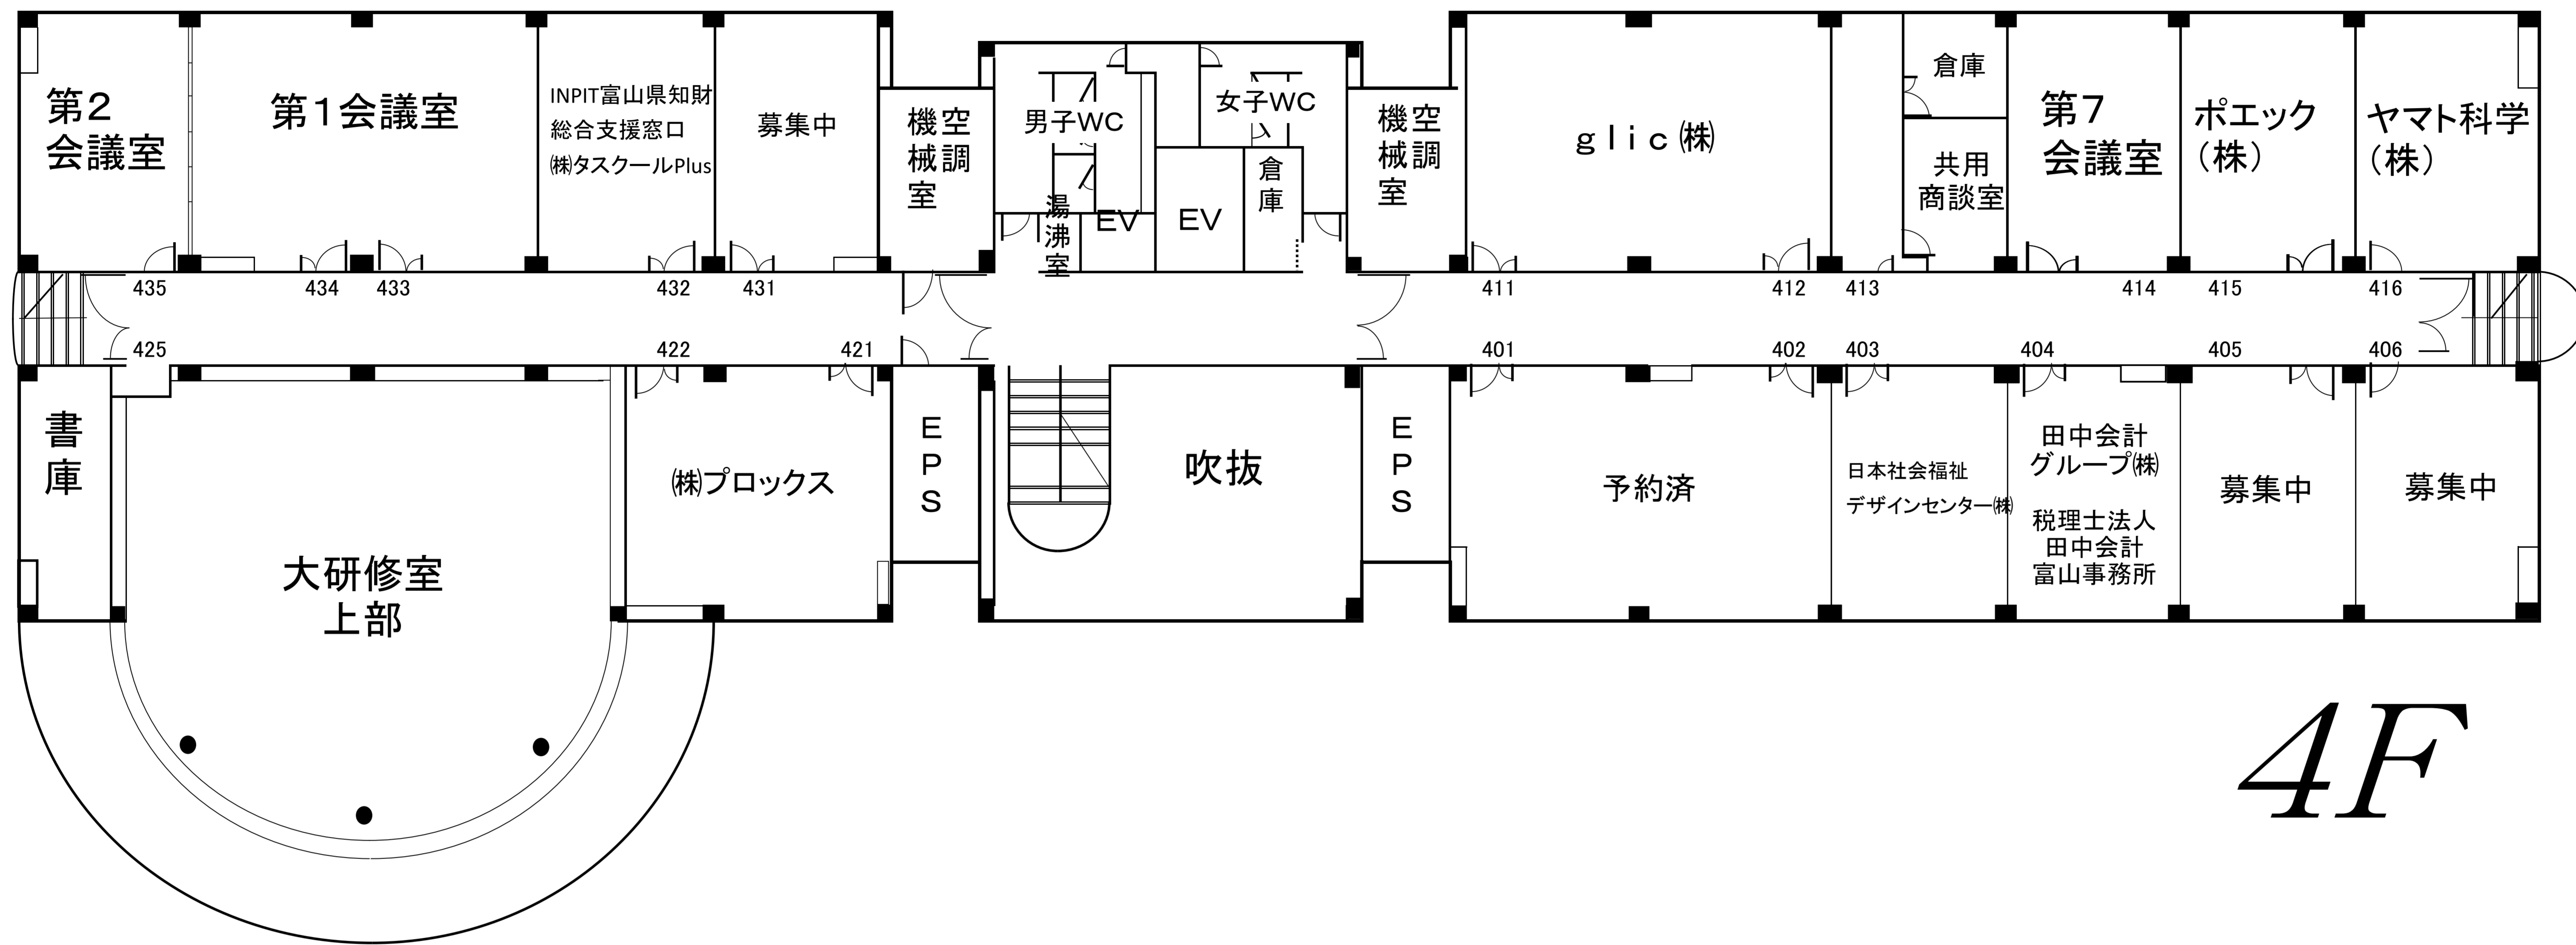 第２
会議室
第１会議室
INPIT富山県知財
総合支援窓口
㈱タスクールPlus
募集中
空調
機械室
男子WC
女子WC
湯沸室
EV
EV
倉庫
空調
機械室
ｇｌｉｃ㈱
倉庫
共用
商談室
第７
会議室
ポエック
（株）
ヤマト科学
（株）
435
434
433
432
431
411
412
413
414
415
416
425
422
421
401
402
403
404
405
406
書庫
大研修室
上部
㈱プロックス
ＥＰＳ
吹抜
ＥＰＳ
予約済
日本社会福祉
デザインセンター㈱
田中会計
グループ㈱
税理士法人
田中会計
富山事務所
募集中
募集中
4F